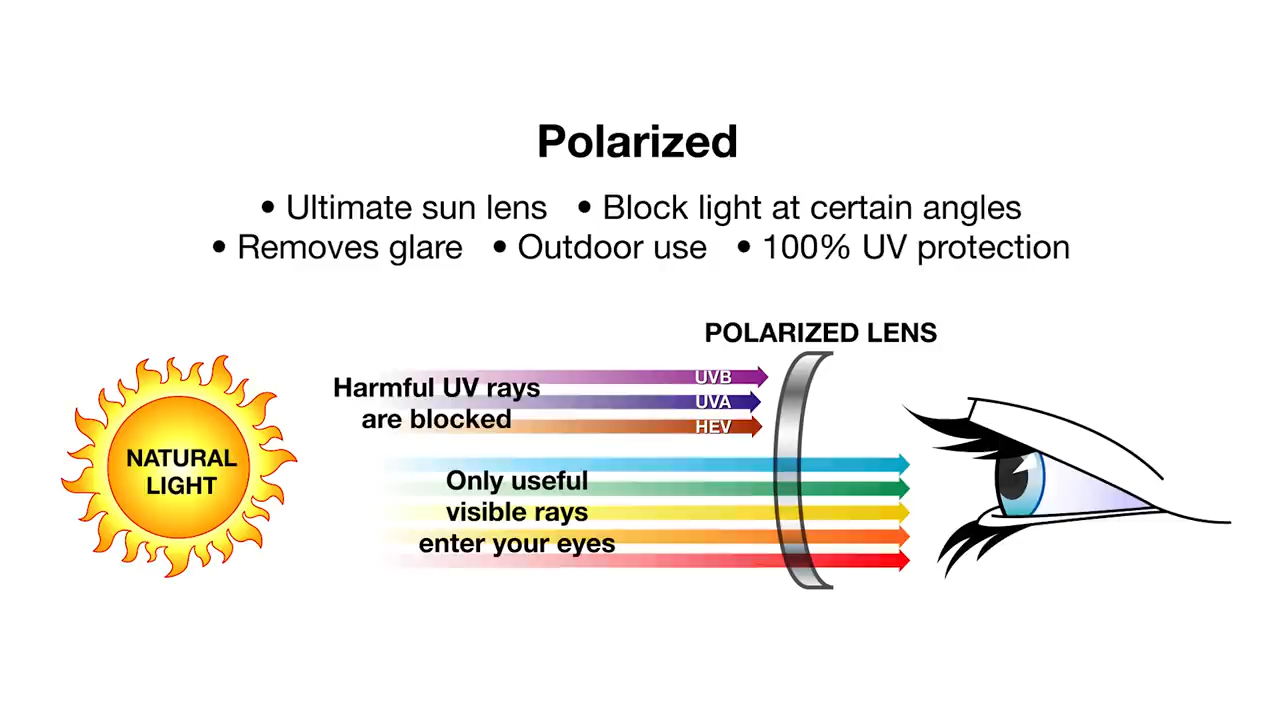 Polarized
• Ultimate sun lens • Block light at certain angles
• Removes glare • Outdoor use • 100% UV protection
POLARIZED LENS
Harmful UV rays
are blocked
UVB
UVA
HEV
NATURAL
LIGHT
Only useful
visible rays
enter your eyes